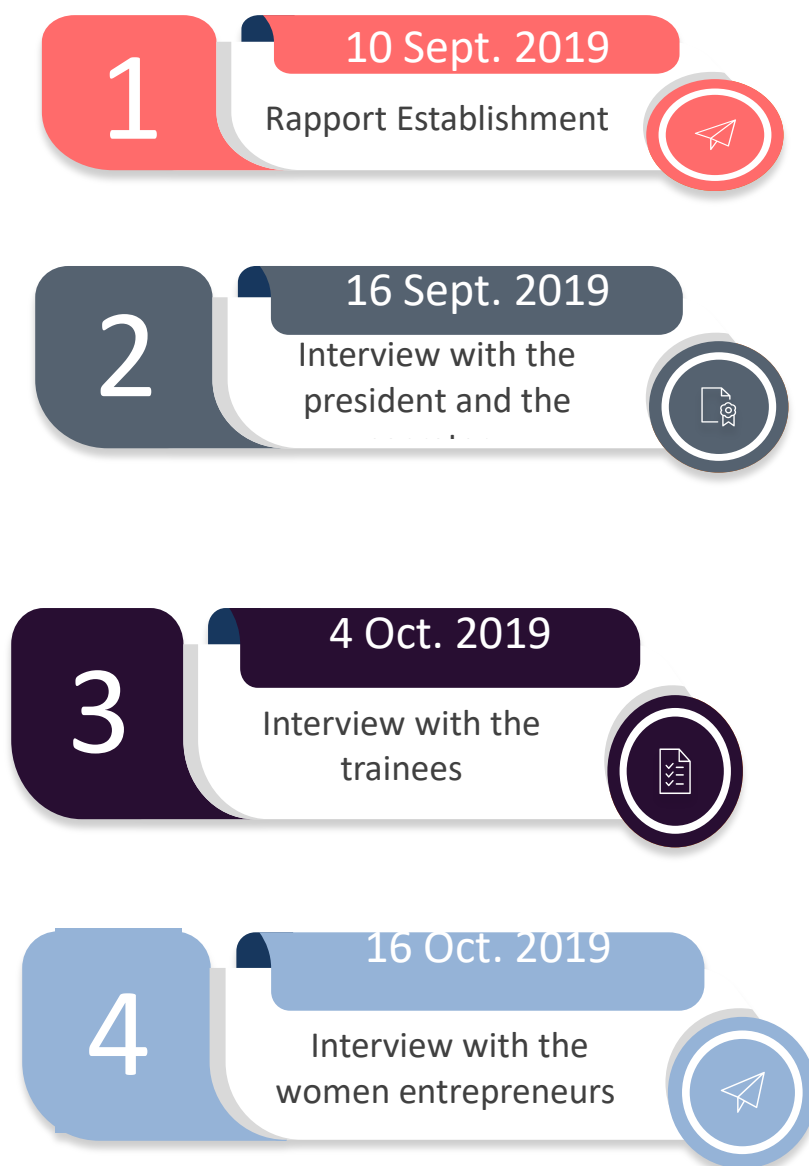 1
10 Sept. 2019
Rapport Establishment
2
16 Sept. 2019
Interview with the
president and the
3
4 Oct. 2019
Interview with the
trainees
4
16 Oct. 2019
Interview with the
women entrepreneurs